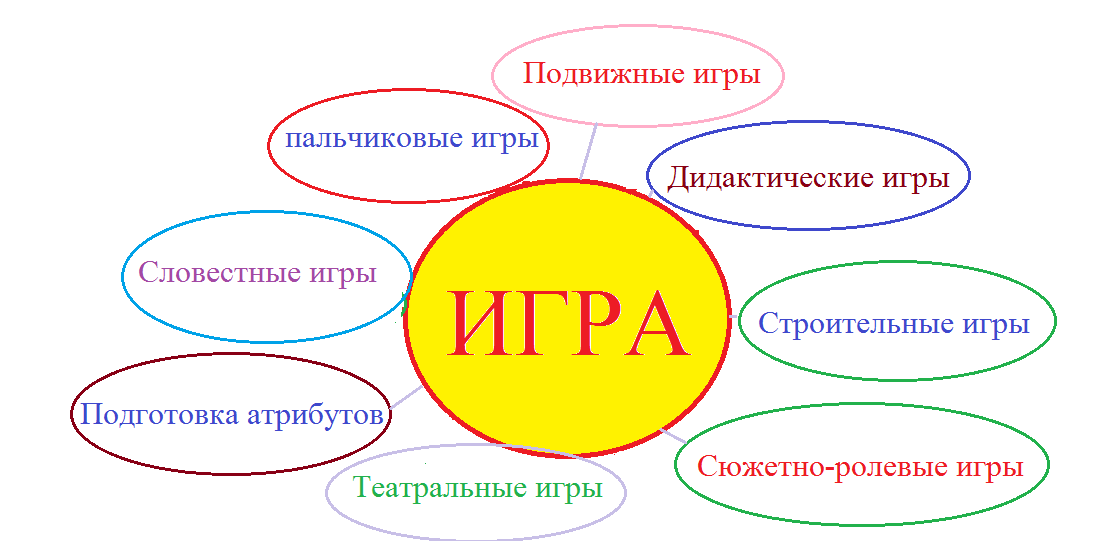 Подвижные игры
пальчиковые игры
Дидактические игры
Словестные игры
ИГРА
Строительные игры
Подготовка атрибутов
Сюжетно-ролевые игры
Театральные игры